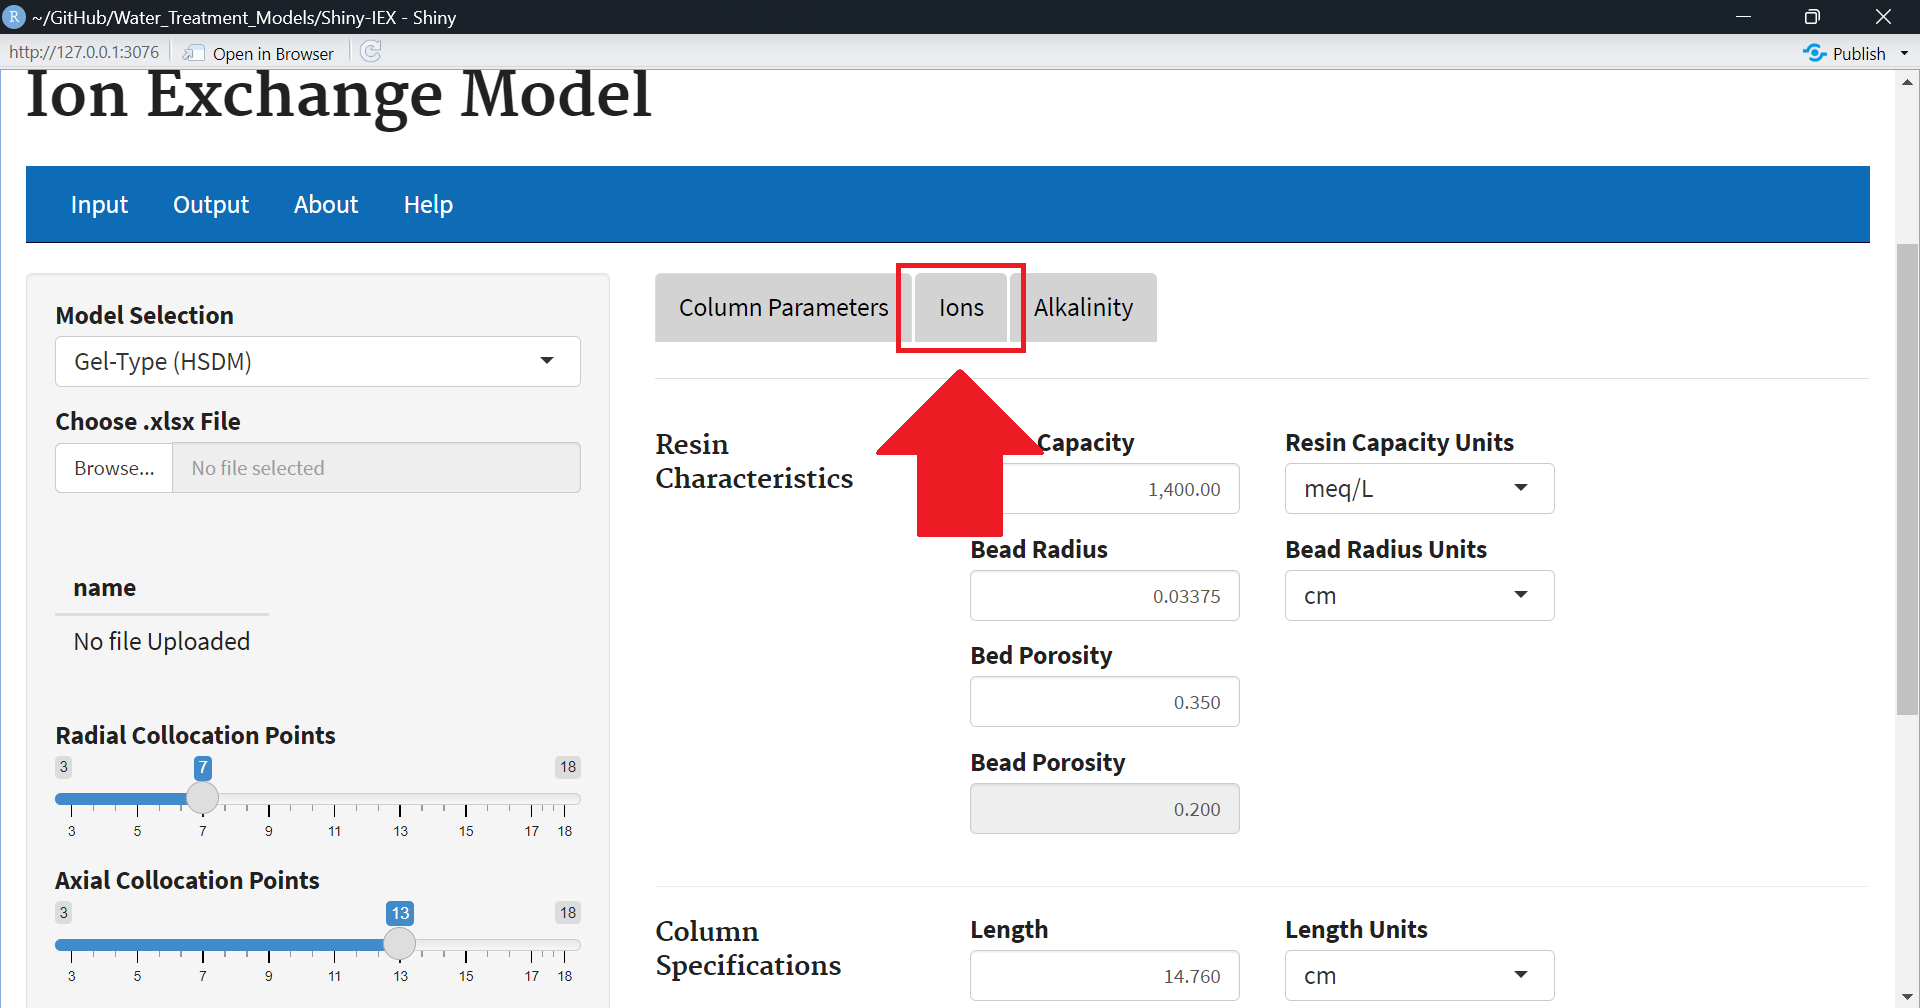 R ~/GitHub/Water_Treatment_Models/Shiny-IEX - Shiny
http://127.0.0.1:3076 Open in Browser Publish
Ion Exchange Model
Input Output About Help
Model Selection
Gel-Type (HSDM)
Choose .xlsx File
Browse... No file selected
name
No file Uploaded
Radial Collocation Points
3 7 18
3 5 7 9 11 13 15 17 18
Axial Collocation Points
3 13 18
3 5 7 9 11 13 15 17 18
Column Parameters Ions Alkalinity
Resin
Characteristics
Capacity Resin Capacity Units
1,400.00 meq/L
Bead Radius Bead Radius Units
0.03375 cm
Bed Porosity
0.350
Bead Porosity
0.200
Column
Specifications
Length Length Units
14.760 cm